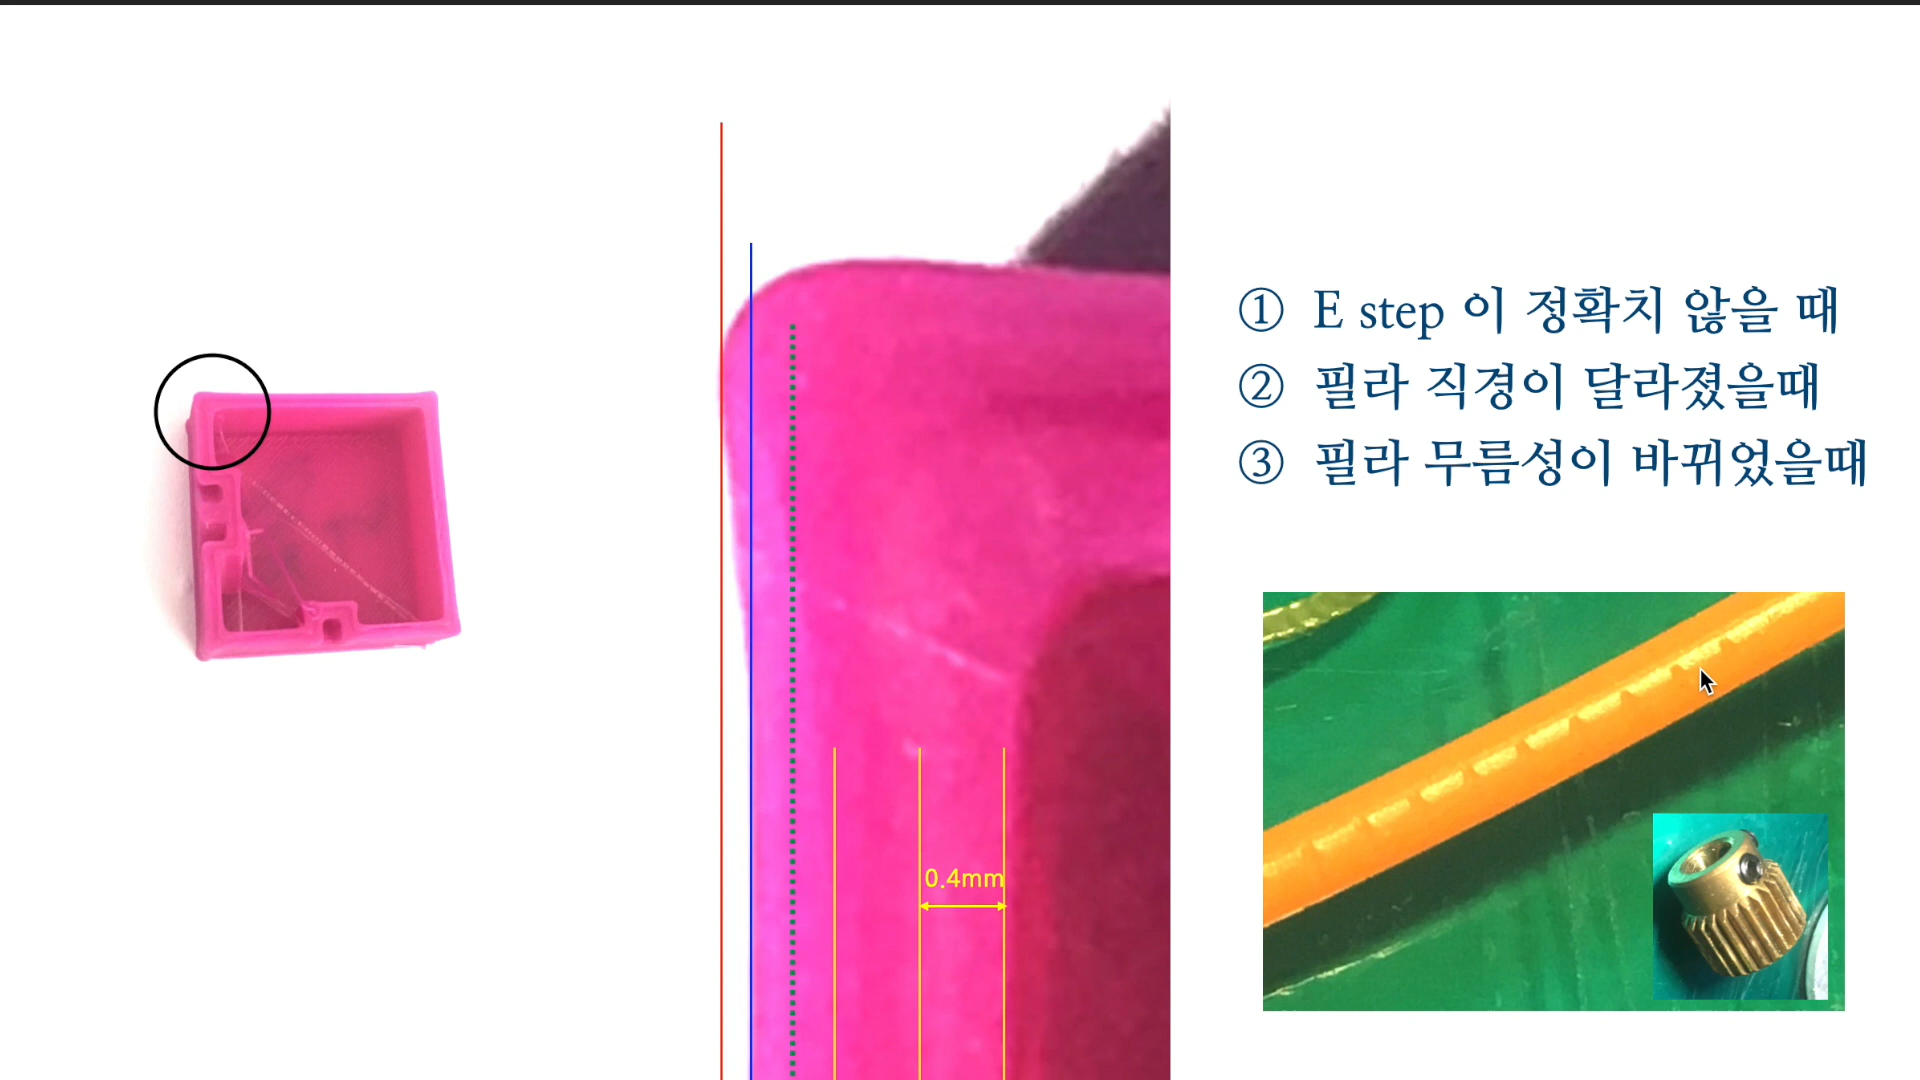 ① E step 이 정확치 않을 때
② 필라 직경이 달라졌을때
③ 필라 무름성이 바뀌었을때
0.4mm